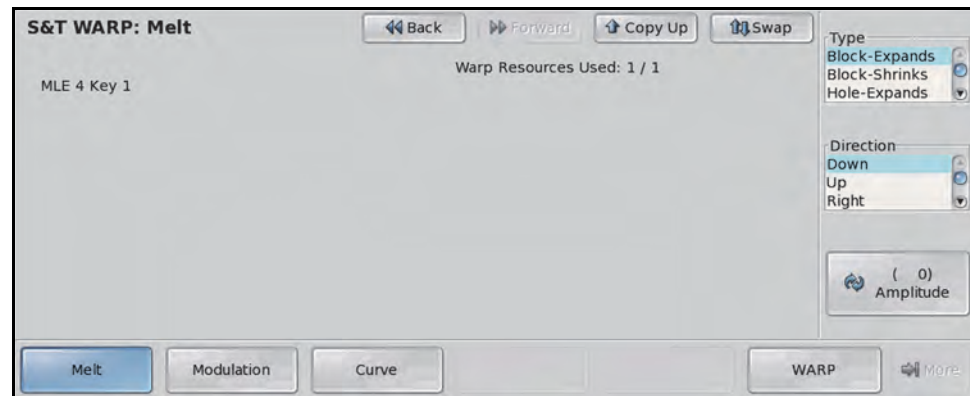 S&T WARP: Melt
Back
Forward
Copy Up
Swap
MLE 4 Key 1
Warp Resources Used: 1 / 1
Type
Block-Expands
Block-Shrinks
Hole-Expands
Direction
Down
Up
Right
( 0)
Amplitude
Melt
Modulation
Curve
WARP
More